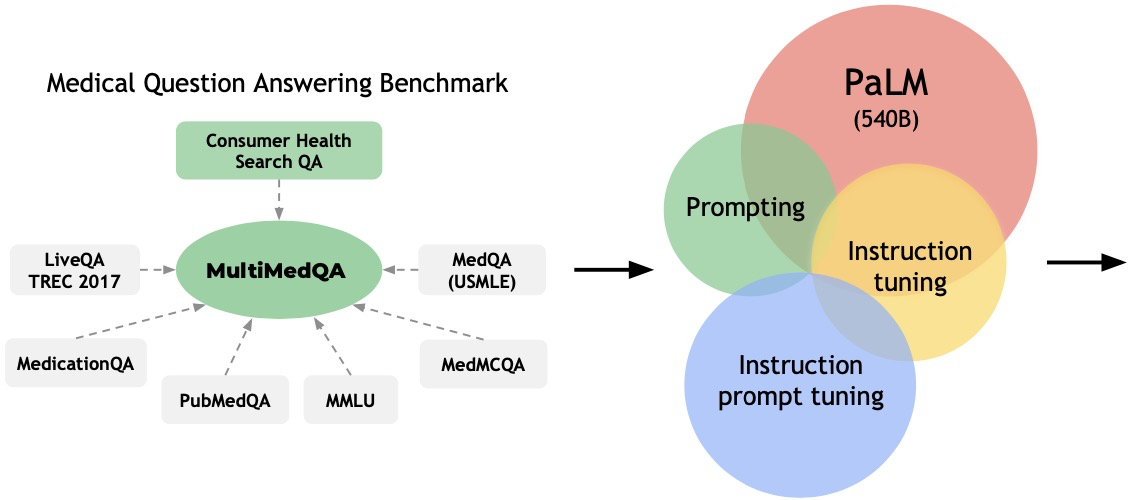 Medical Question Answering Benchmark
Consumer Health
Search QA
LiveQA
TREC 2017
MultiMedQA
MedQA
(USMLE)
MedicationQA
PubMedQA
MMLU
MedMCQA
PaLM
(540B)
Prompting
Instruction
tuning
Instruction
prompt tuning